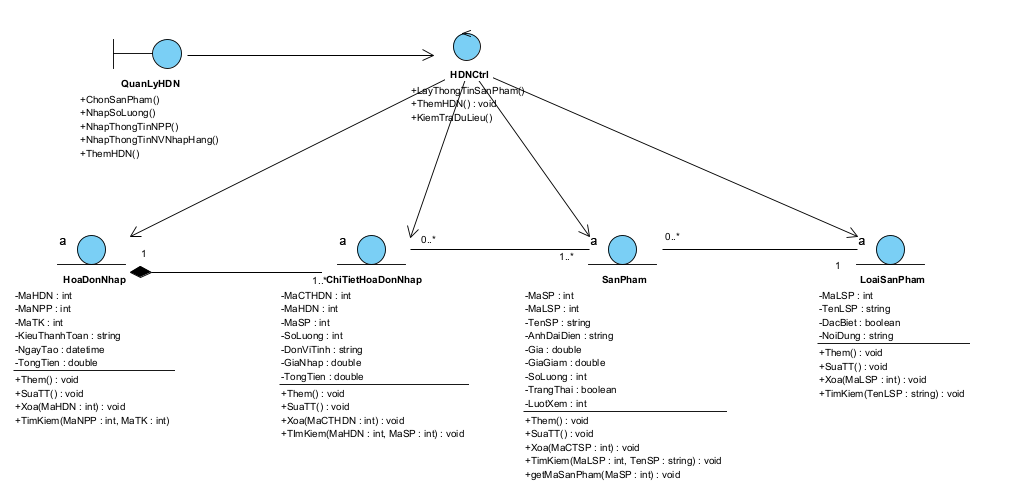 QuanLyHDN
+ChonSanPham()
+NhapSoLuong()
+NhapThongTinNPP()
+NhapThongTinNVNhapHang()
+ThemHDN()
HDNCtrl
+LayThongTinSanPham()
+ThemHDN() : void
+KiemTraDuLieu()
a
1
HoaDonNhap
-MaHDN : int
-MaNPP : int
-MaTK : int
-KieuThanhToan : string
-NgayTao : datetime
-TongTien : double
+Them() : void
+SuaTT() : void
+Xoa(MaHDN : int) : void
+TimKiem(MaNPP : int, MaTK : int)
a
0..*
1..*
1..*
ChiTietHoaDonNhap
-MaCTHDN : int
-MaHDN : int
-MaSP : int
-SoLuong : int
-DonViTinh : string
-GiaNhap : double
-TongTien : double
+Them() : void
+SuaTT() : void
+Xoa(MaCTHDN : int) : void
+TImKiem(MaHDN : int, MaSP : int) : void
a
0..*
1
SanPham
-MaSP : int
-MaLSP : int
-TenSP : string
-AnhDaiDien : string
-Gia : double
-GiaGiam : double
-SoLuong : int
-TrangThai : boolean
-LuotXem : int
+Them() : void
+SuaTT() : void
+Xoa(MaCTSP : int) : void
+TimKiem(MaLSP : int, TenSP : string) : void
+getMaSanPham(MaSP : int) : void
a
LoaiSanPham
-MaLSP : int
-TenLSP : string
-DacBiet : boolean
-NoiDung : string
+Them() : void
+SuaTT() : void
+Xoa(MaLSP : int) : void
+TimKiem(TenLSP : string) : void